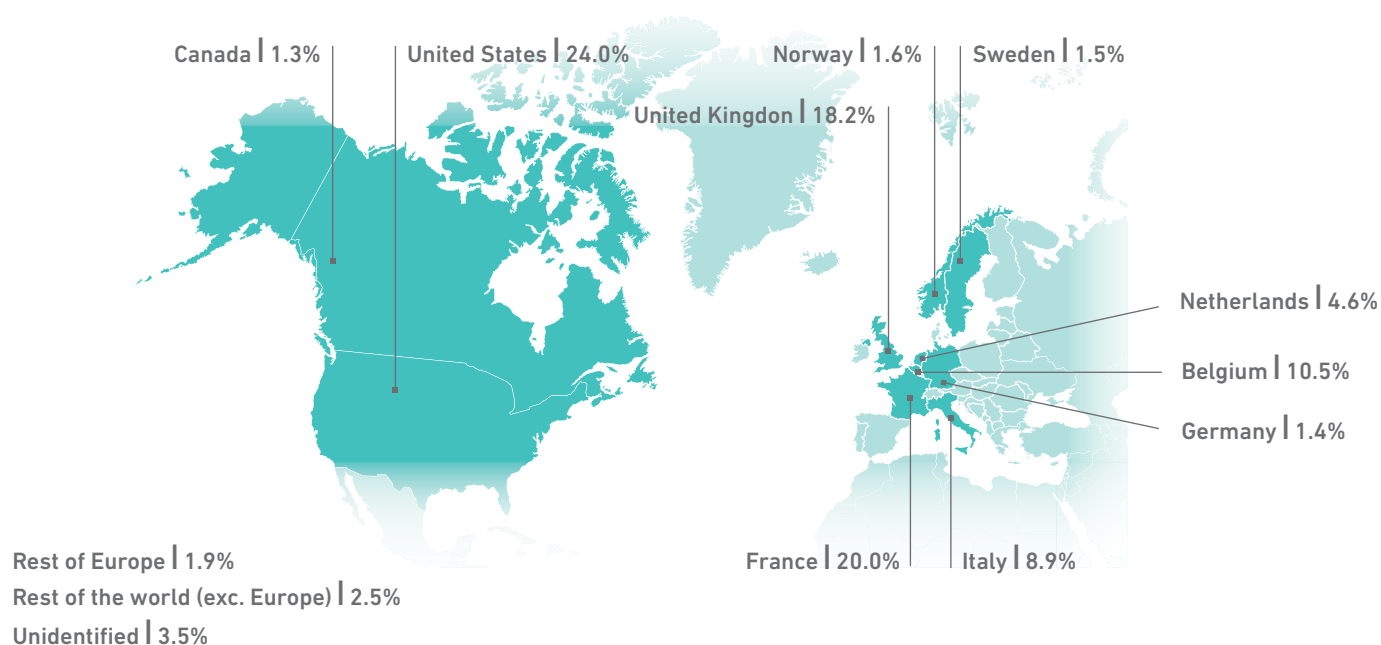 Canada | 1.3%
United States | 24.0%
Norway | 1.6%
Sweden | 1.5%
United Kingdon | 18.2%
Netherlands | 4.6%
Belgium | 10.5%
Germany | 1.4%
France | 20.0%
Italy | 8.9%
Rest of Europe | 1.9%
Rest of the world (exc. Europe) | 2.5%
Unidentified | 3.5%